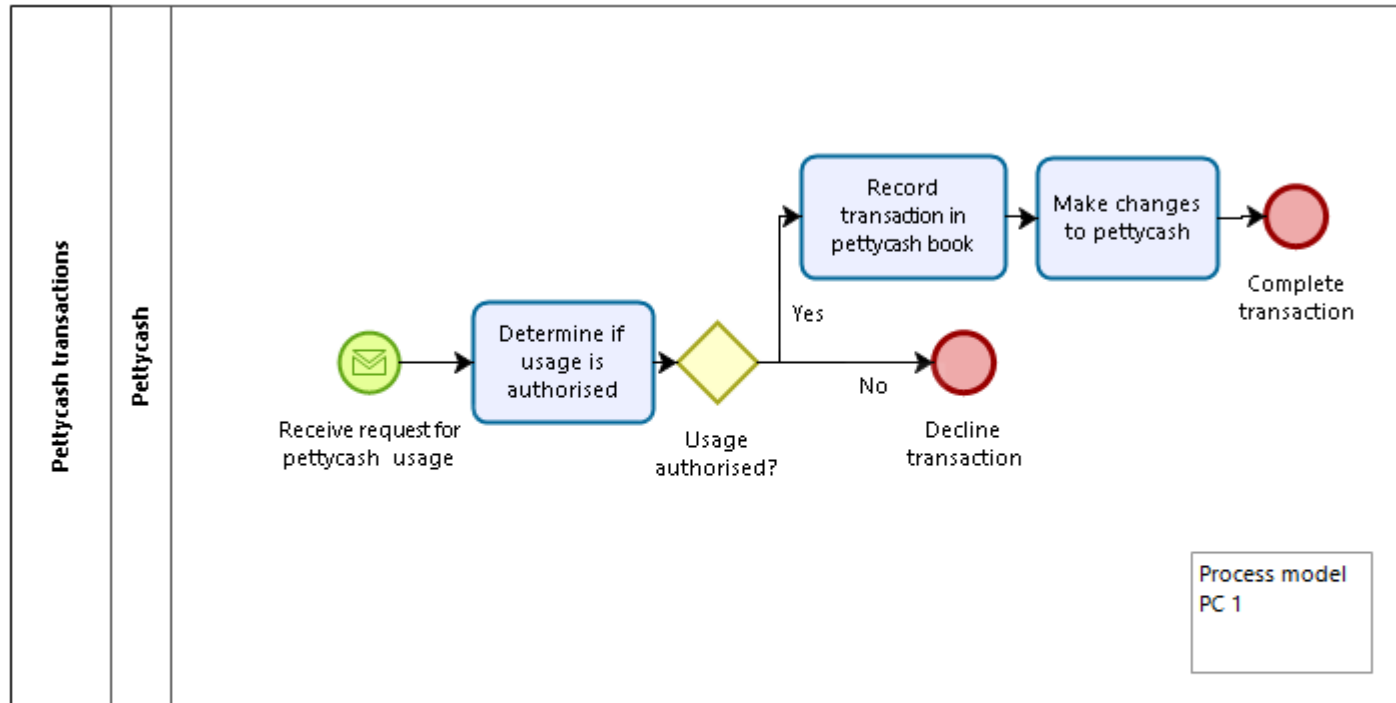 Pettycash transactions
Pettycash
Receive request for
pettycash usage
Determine if
usage is
authorised
Usage
authorised?
Yes
No
Record
transaction in
pettycash book
Make changes
to pettycash
Complete
transaction
Decline
transaction
Process model
PC 1